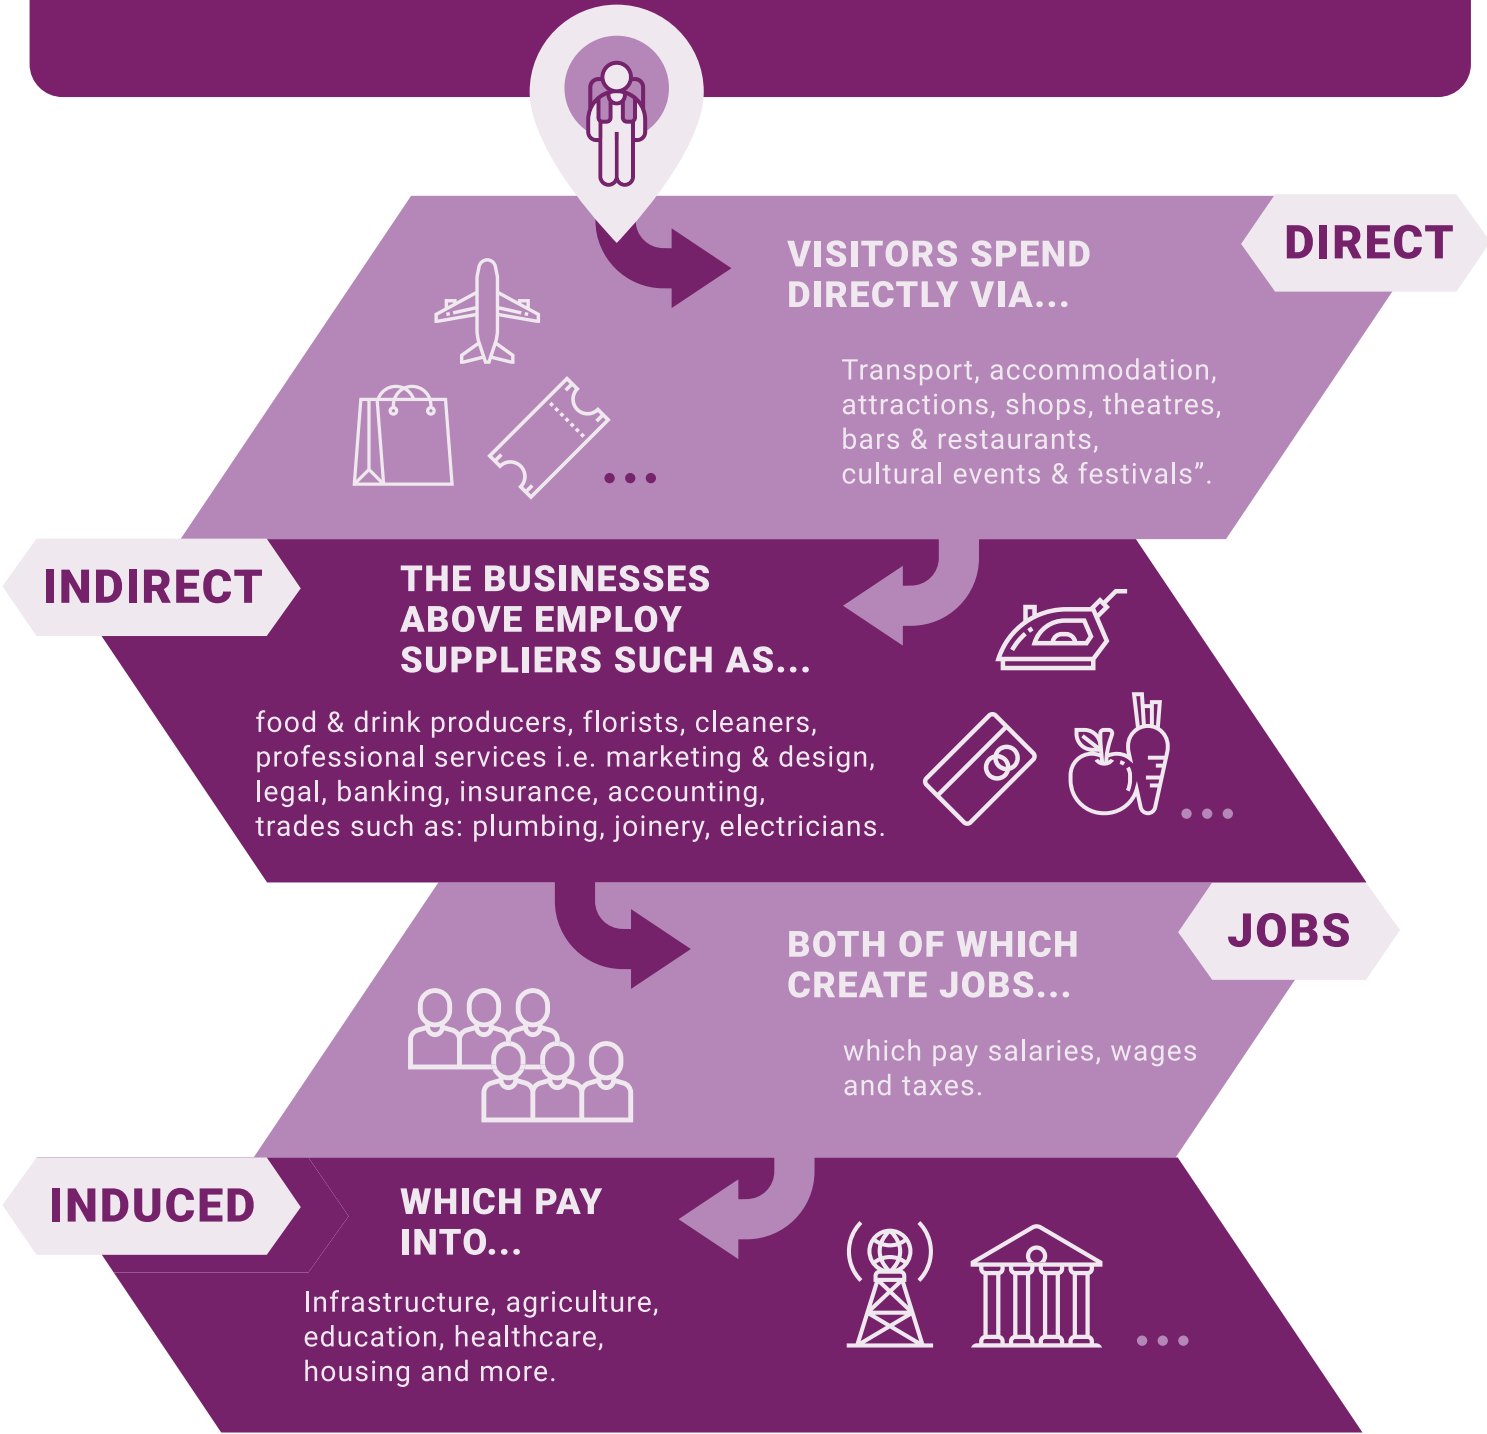 DIRECT
VISITORS SPEND
DIRECTLY VIA...
Transport, accommodation,
attractions, shops, theatres,
bars & restaurants,
cultural events & festivals”.
INDIRECT
THE BUSINESSES
ABOVE EMPLOY
SUPPLIERS SUCH AS...
food & drink producers, florists, cleaners,
professional services i.e. marketing & design,
legal, banking, insurance, accounting,
trades such as: plumbing, joinery, electricians.
JOBS
BOTH OF WHICH
CREATE JOBS...
which pay salaries, wages
and taxes.
INDUCED
WHICH PAY
INTO...
Infrastructure, agriculture,
education, healthcare,
housing and more.